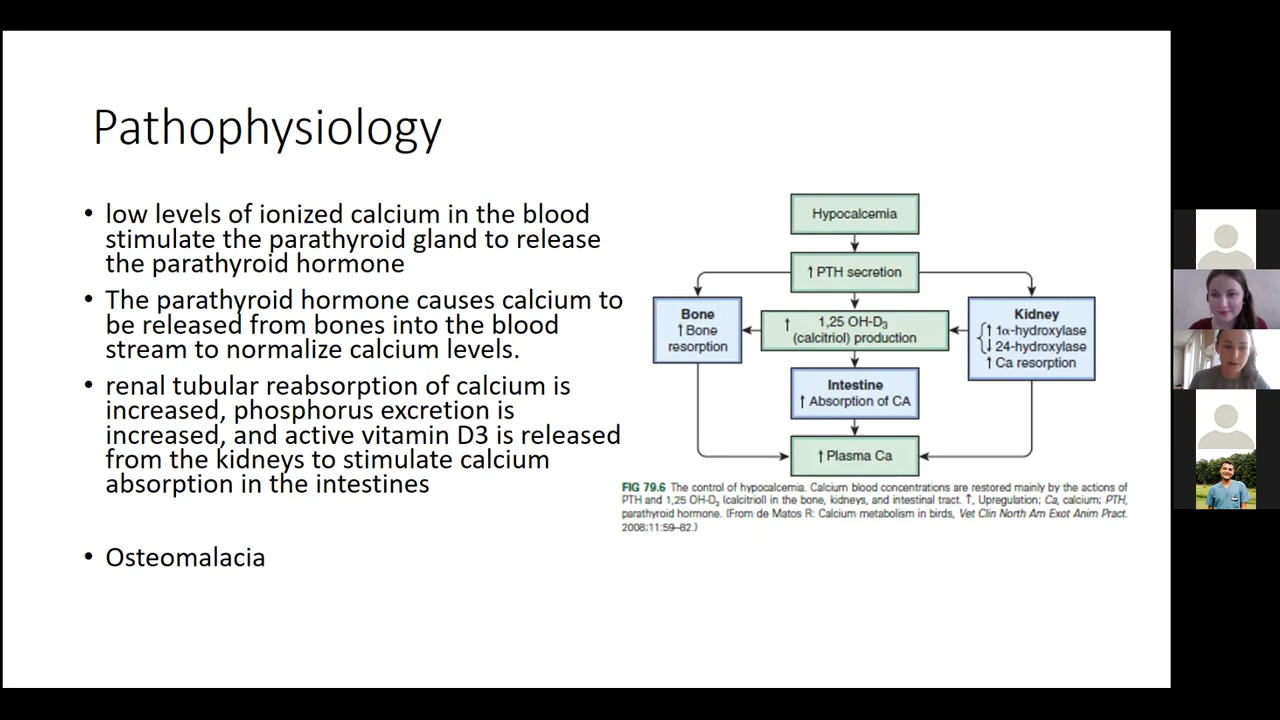 Pathophysiology
• low levels of ionized calcium in the blood
stimulate the parathyroid gland to release
the parathyroid hormone
• The parathyroid hormone causes calcium to
be released from bones into the blood
stream to normalize calcium levels.
• renal tubular reabsorption of calcium is
increased, phosphorus excretion is
increased, and active vitamin D3 is released
from the kidneys to stimulate calcium
absorption in the intestines
• Osteomalacia
Hypocalcemia
↑ PTH secretion
Bone
↑ Bone
resorption
↑ 1,25 OH-D₃
(calcitriol) production
Kidney
↑ 1α-hydroxylase
↓ 24-hydroxylase
↑ Ca resorption
Intestine
↑ Absorption of CA
↑ Plasma Ca
FIG 79.6 The control of hypocalcemia. Calcium blood concentrations are restored mainly by the actions of
PTH and 1,25 OH-D₃ (calcitriol) in the bone, kidneys, and intestinal tract. ↑, Upregulation; Ca, calcium; PTH,
parathyroid hormone. (From de Matos R: Calcium metabolism in birds, Vet Clin North Am Exot Anim Pract.
2008;11:59–82.)